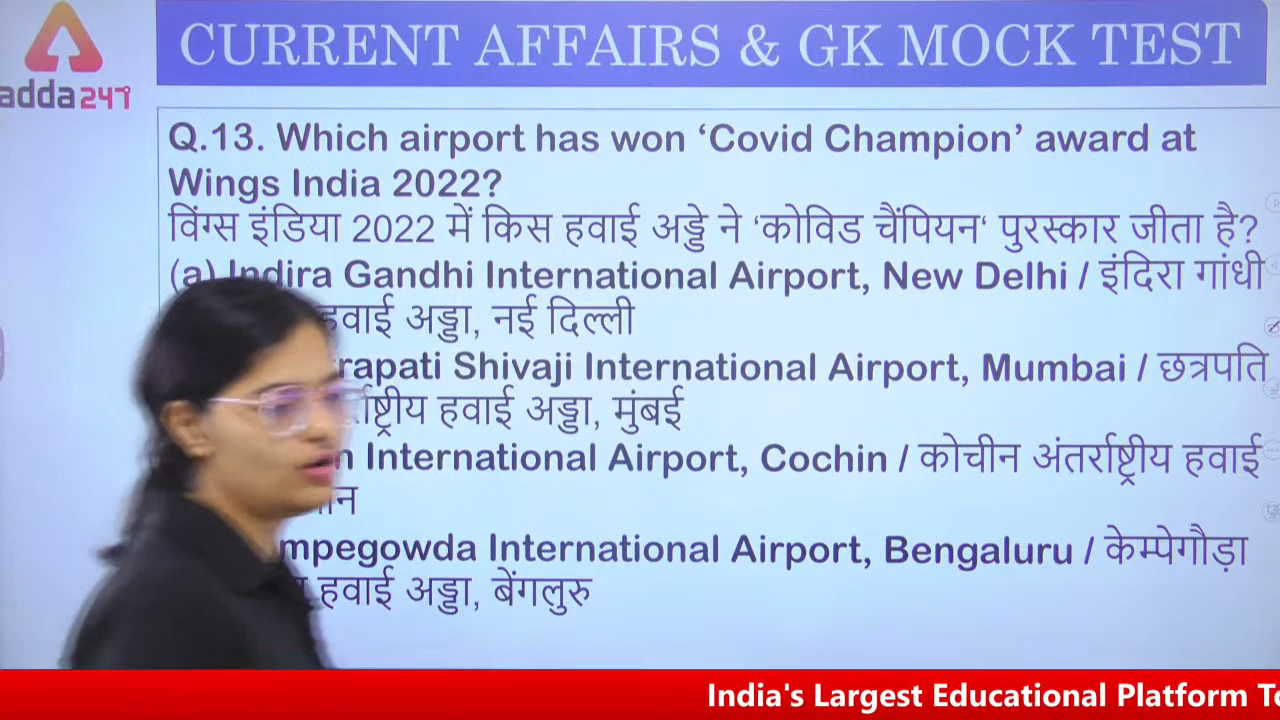 CURRENT AFFAIRS & GK MOCK TEST
adda247
Q.13. Which airport has won ‘Covid Champion’ award at
Wings India 2022?
विंग्स इंडिया 2022 में किस हवाई अड्डे ने ‘कोविड चैंपियन‘ पुरस्कार जीता है?
(a) Indira Gandhi International Airport, New Delhi / इंदिरा गांधी
हवाई अड्डा, नई दिल्ली
Shivaji International Airport, Mumbai / छत्रपति
हवाई अड्डा, मुंबई
International Airport, Cochin / कोचीन अंतर्राष्ट्रीय हवाई
International Airport, Bengaluru / केम्पेगौड़ा
हवाई अड्डा, बेंगलुरु
India's Largest Educational Platform